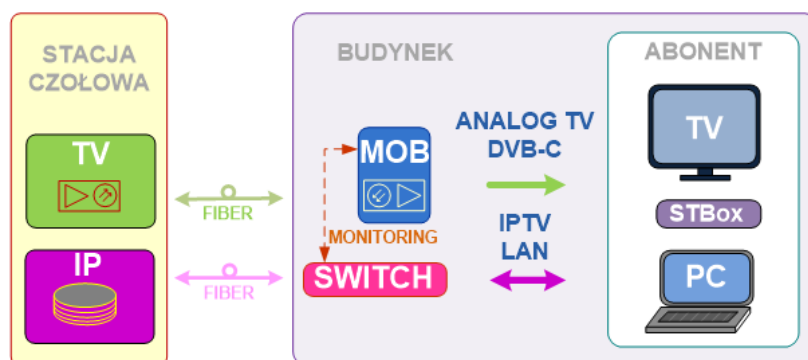 STACJA
CZOŁOWA
TV
FIBER
IP
FIBER
BUDYNEK
MOB
MONITORING
SWITCH
ANALOG TV
DVB-C
IPTV
LAN
ABONENT
TV
STBox
PC